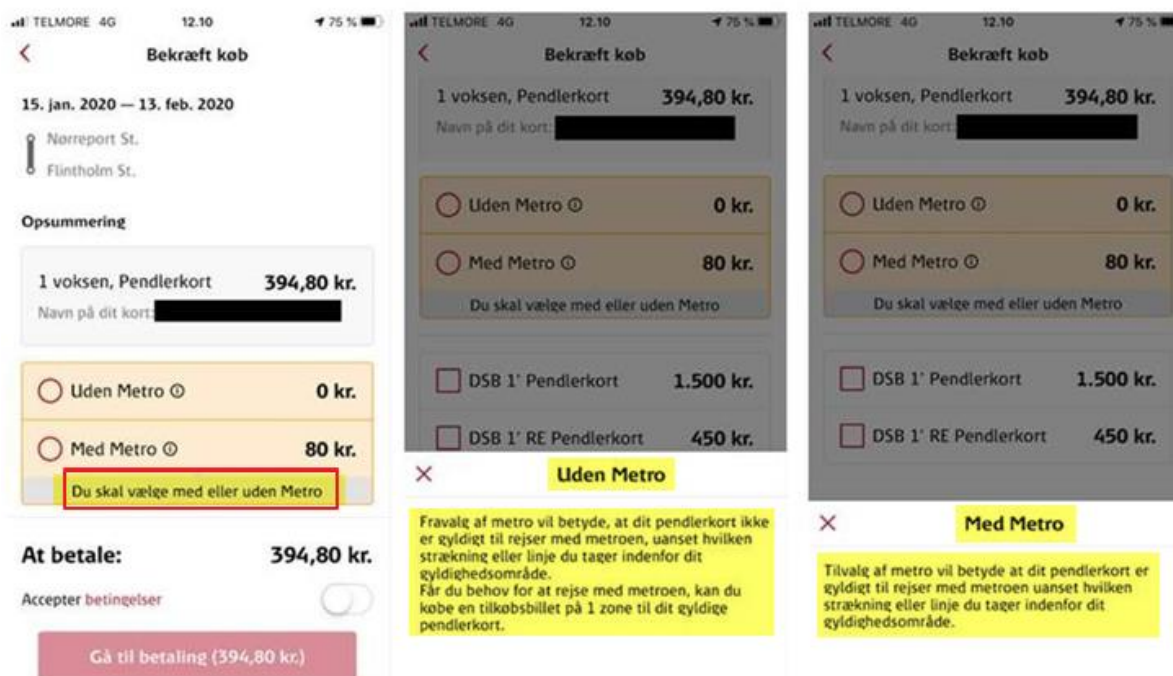 TELMORE 4G 12.10 75 %
Bekræft køb
15. jan. 2020 — 13. feb. 2020
Nørreport St.
Flintholm St.
Opsummering
1 voksen, Pendlerkort 394,80 kr.
Navn på dit kort:
Uden Metro 0 kr.
Med Metro 80 kr.
Du skal vælge med eller uden Metro
At betale: 394,80 kr.
Accepter betingelser
Gå til betaling (394,80 kr.)
TELMORE 4G 12.10 75 %
Bekræft køb
1 voksen, Pendlerkort 394,80 kr.
Navn på dit kort:
Uden Metro 0 kr.
Med Metro 80 kr.
Du skal vælge med eller uden Metro
DSB 1' Pendlerkort 1.500 kr.
DSB 1' RE Pendlerkort 450 kr.
Uden Metro
Fravalg af metro vil betyde, at dit pendlerkort ikke
er gyldigt til rejser med metroen, uanset hvilken
strækning eller linje du tager indenfor dit
gyldighedsområde.
Får du behov for at rejse med metroen, kan du
købe en tilkøbsbillet på 1 zone til dit gyldige
pendlerkort.
TELMORE 4G 12.10 75 %
Bekræft køb
1 voksen, Pendlerkort 394,80 kr.
Navn på dit kort:
Uden Metro 0 kr.
Med Metro 80 kr.
Du skal vælge med eller uden Metro
DSB 1' Pendlerkort 1.500 kr.
DSB 1' RE Pendlerkort 450 kr.
Med Metro
Tilvalg af metro vil betyde at dit pendlerkort er
gyldigt til rejser med metroen uanset hvilken
strækning eller linje du tager indenfor dit
gyldighedsområde.